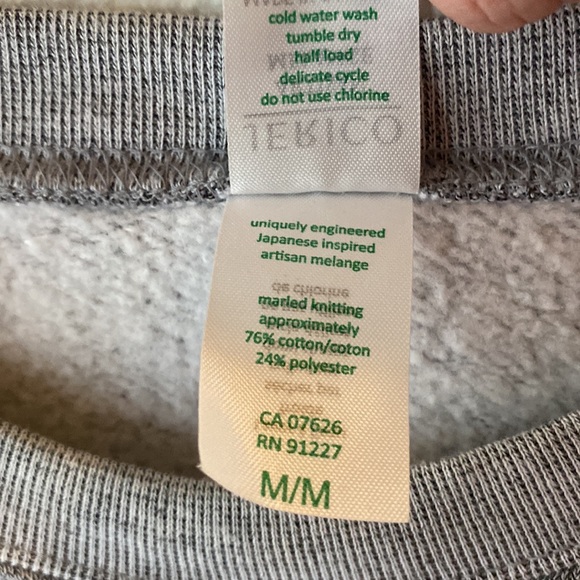 cold water wash
tumble dry
half load
delicate cycle
do not use chlorine
JERICO
uniquely engineered
Japanese inspired
artisan melange
marled knitting
approximately
76% cotton/coton
24% polyester
CA 07626
RN 91227
M/M